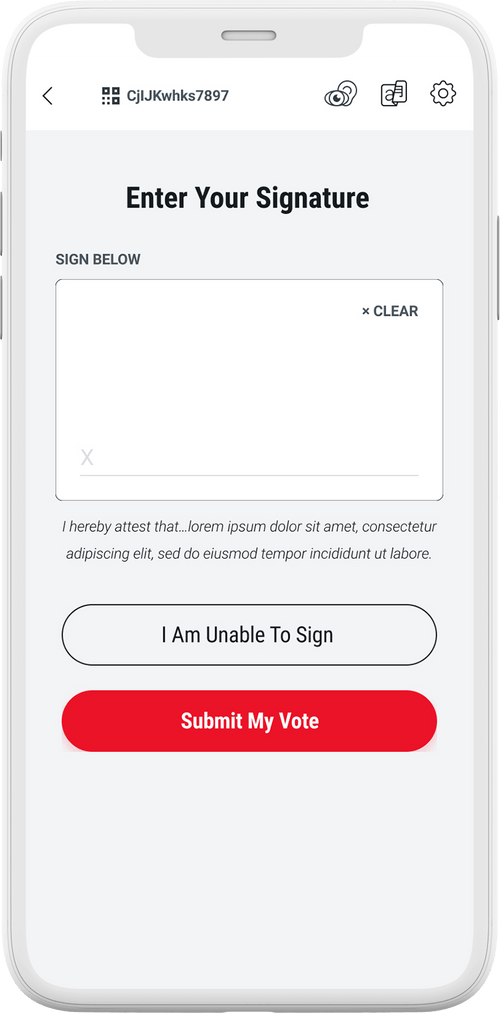 CjIJKwhks7897
Enter Your Signature
SIGN BELOW
× CLEAR
X
I hereby attest that...lorem ipsum dolor sit amet, consectetur
adipiscing elit, sed do eiusmod tempor incididunt ut labore.
I Am Unable To Sign
Submit My Vote